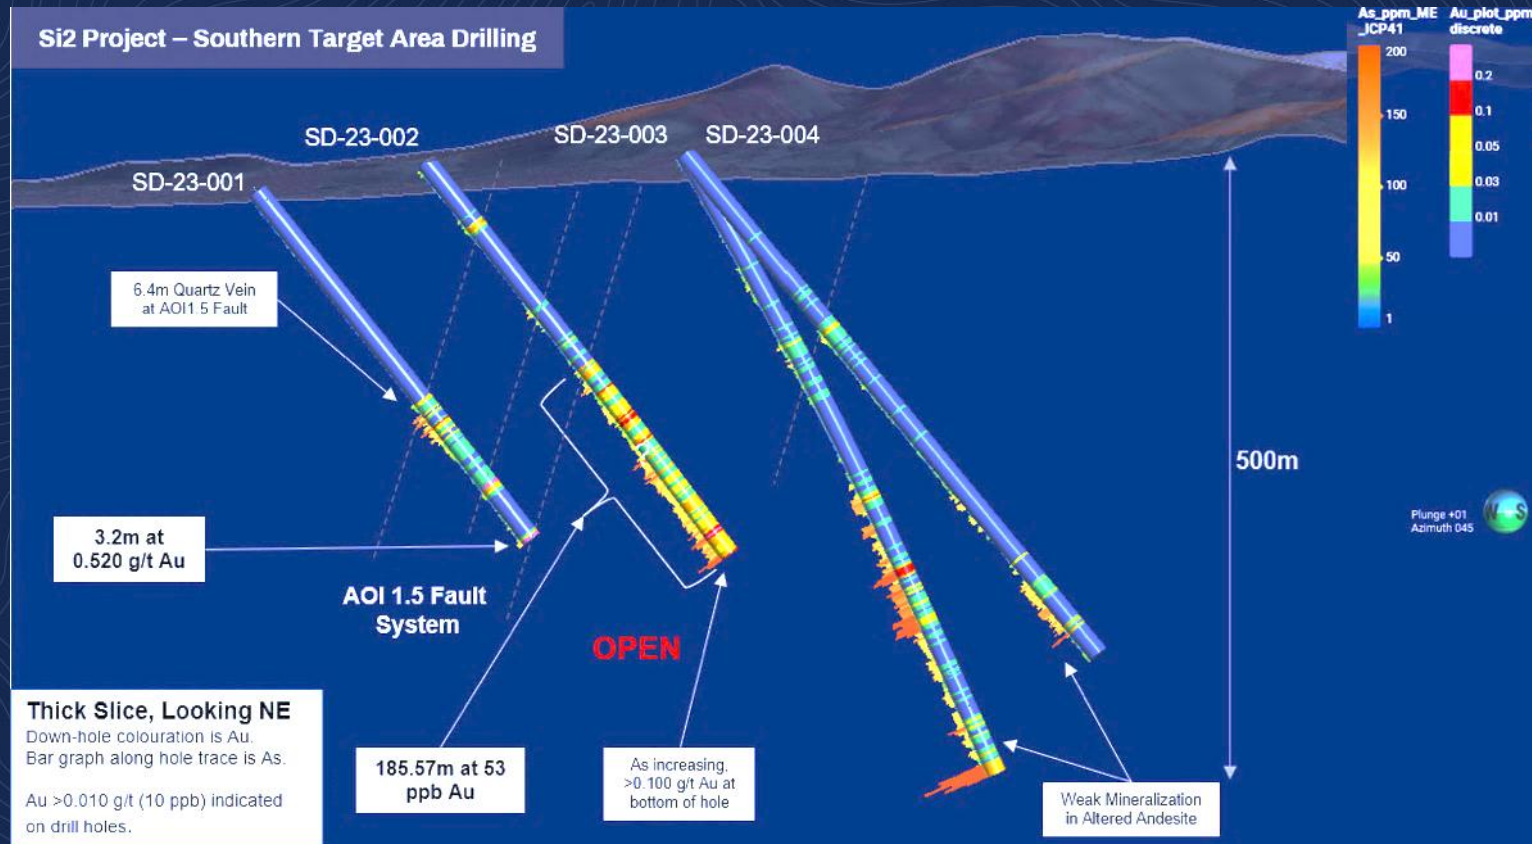 Si2 Project – Southern Target Area Drilling
As_ppm_ME
_ICP41
Au_plot_ppm
discrete
200
150
100
50
1
0.2
0.1
0.05
0.03
0.01
SD-23-001
SD-23-002
SD-23-003
SD-23-004
6.4m Quartz Vein
at AOI1.5 Fault
3.2m at
0.520 g/t Au
AOI 1.5 Fault
System
OPEN
500m
Plunge +01
Azimuth 045
N
S
Thick Slice, Looking NE
Down-hole colouration is Au.
Bar graph along hole trace is As.
Au >0.010 g/t (10 ppb) indicated
on drill holes.
185.57m at 53
ppb Au
As increasing,
>0.100 g/t Au at
bottom of hole
Weak Mineralization
in Altered Andesite